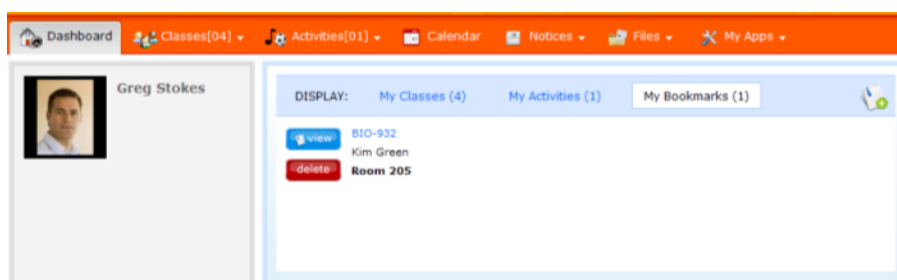 Dashboard Classes[04] Activities[01] Calendar Notices Files My Apps
Greg Stokes
DISPLAY: My Classes (4) My Activities (1) My Bookmarks (1)
view BIO-932
Kim Green
delete Room 205